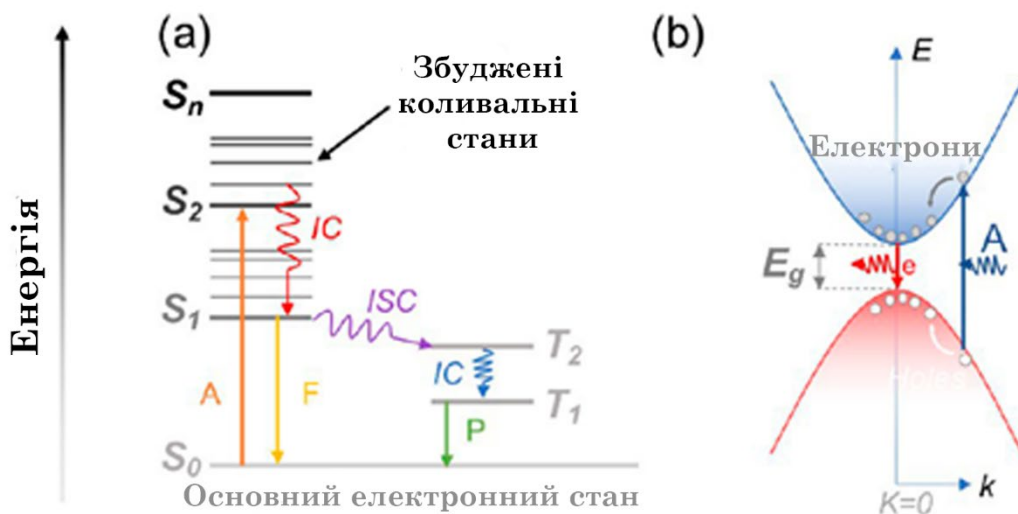 Енергія
(a)
Збуджені
коливальні
стани
Sn
S2
IC
S1
ISC
T2
IC
T1
A
F
P
S0
Основний електронний стан
(b)
E
Електрони
A
Eg
e
Holes
k
K=0